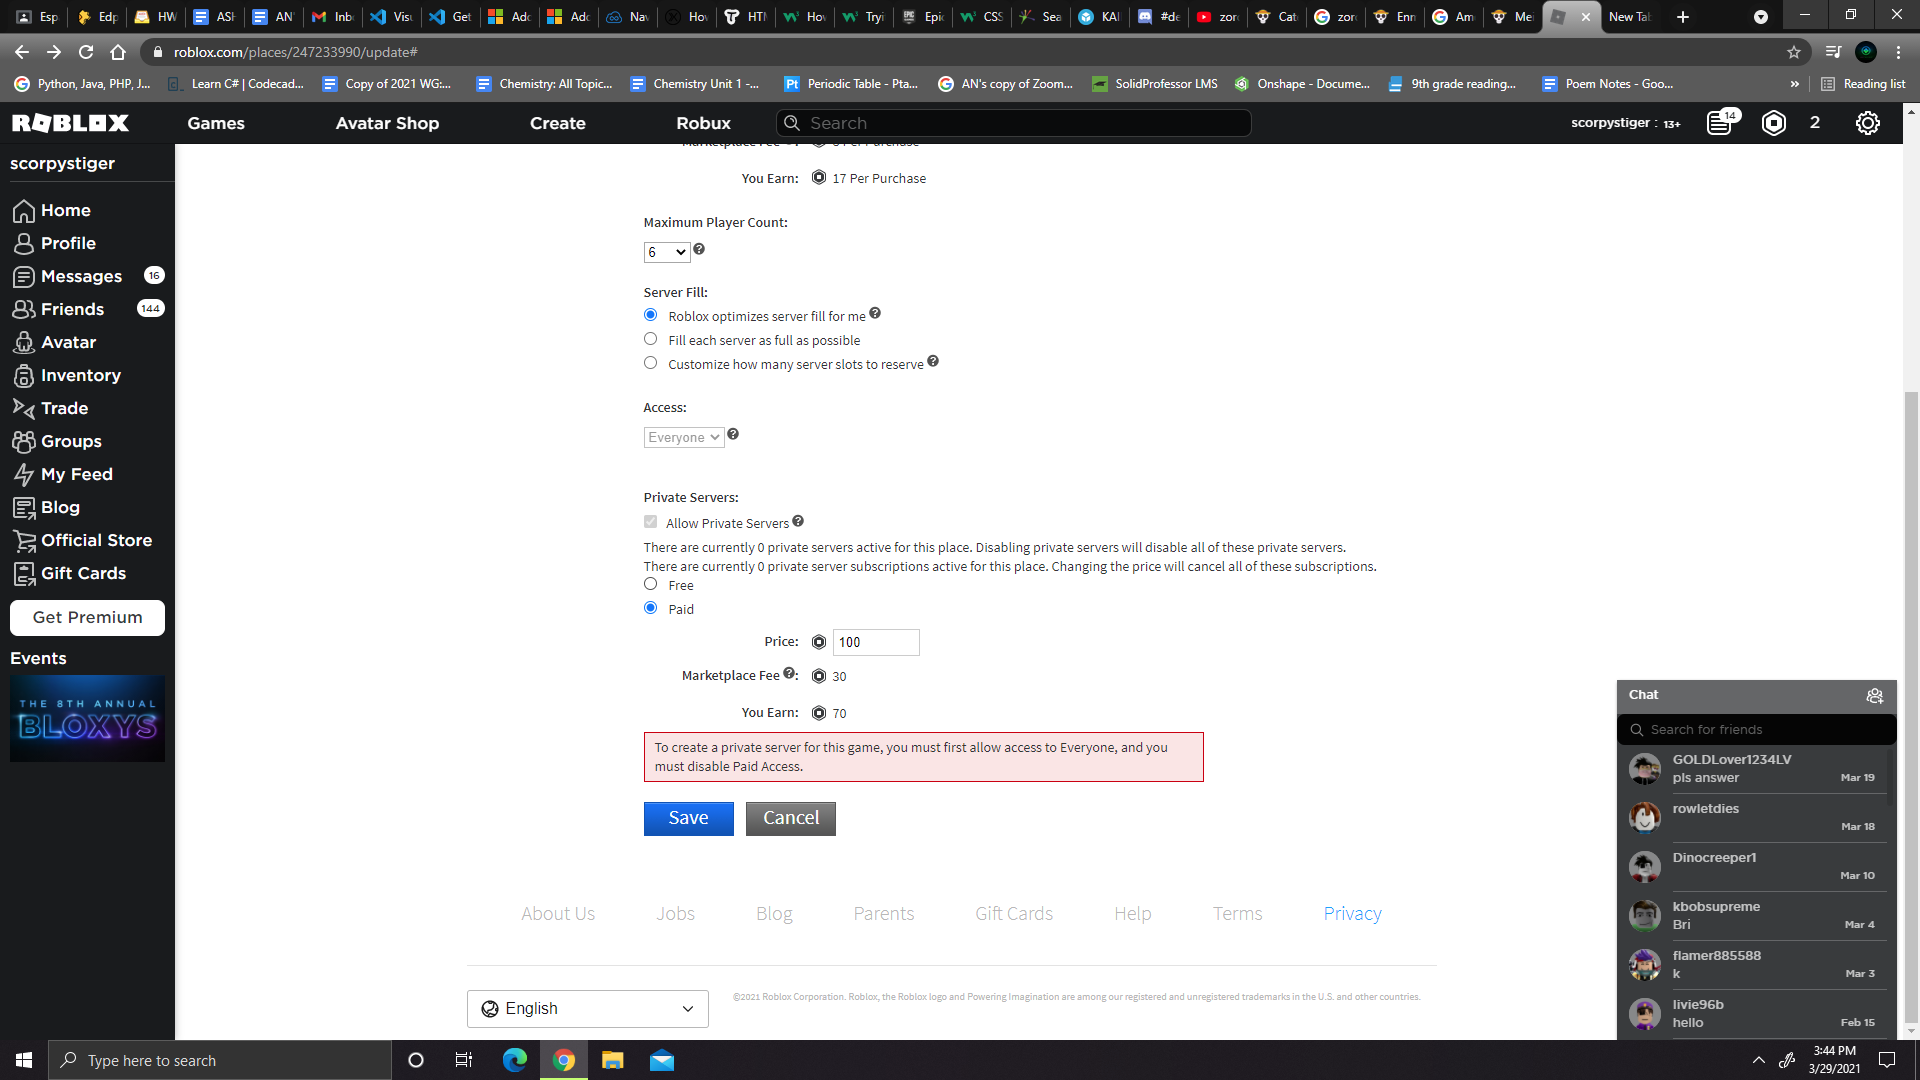 Esp
Edp
HW
ASH
AN
Inb
Visu
Get
Add
Add
Nav
How
HTM
How
Tryi
Epic
CSS
Sea
KAI
#de
zoro
Cat
zor
Enn
Am
Mei
New Tab
roblox.com/places/247233990/update#
Python, Java, PHP, J...
Learn C# | Codecad...
Copy of 2021 WG:...
Chemistry: All Topic...
Chemistry Unit 1 -...
Periodic Table - Pta...
AN's copy of Zoom...
SolidProfessor LMS
Onshape - Docume...
9th grade reading...
Poem Notes - Goo...
»
Reading list
ROBLOX
Games
Avatar Shop
Create
Robux
Search
scorpystiger : 13+
14
2
scorpystiger
Home
Profile
Messages 16
Friends 144
Avatar
Inventory
Trade
Groups
My Feed
Blog
Official Store
Gift Cards
Get Premium
Events
THE 8TH ANNUAL
BLOXYS
You Earn: 17 Per Purchase
Maximum Player Count:
6
Server Fill:
Roblox optimizes server fill for me
Fill each server as full as possible
Customize how many server slots to reserve
Access:
Everyone
Private Servers:
Allow Private Servers
There are currently 0 private servers active for this place. Disabling private servers will disable all of these private servers.
There are currently 0 private server subscriptions active for this place. Changing the price will cancel all of these subscriptions.
Free
Paid
Price: 100
Marketplace Fee : 30
You Earn: 70
To create a private server for this game, you must first allow access to Everyone, and you
must disable Paid Access.
Save
Cancel
About Us
Jobs
Blog
Parents
Gift Cards
Help
Terms
Privacy
English
©2021 Roblox Corporation. Roblox, the Roblox logo and Powering Imagination are among our registered and unregistered trademarks in the U.S. and other countries.
Chat
Search for friends
GOLDLover1234LV
pls answer Mar 19
rowletdies
Mar 18
Dinocreeper1
Mar 10
kbobsupreme
Bri Mar 4
flamer885588
k Mar 3
livie96b
hello Feb 15
Type here to search
3:44 PM
3/29/2021